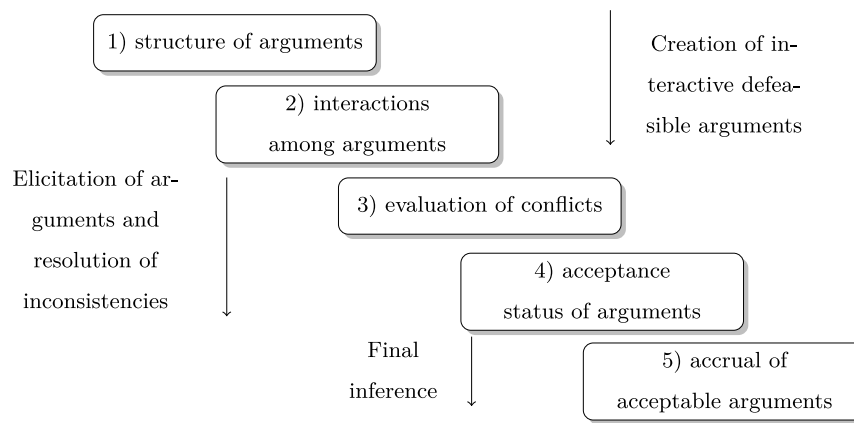 1) structure of arguments
Creation of in-
teractive defea-
sible arguments
2) interactions
among arguments
Elicitation of ar-
guments and
resolution of
inconsistencies
3) evaluation of conflicts
4) acceptance
status of arguments
Final
inference
5) accrual of
acceptable arguments